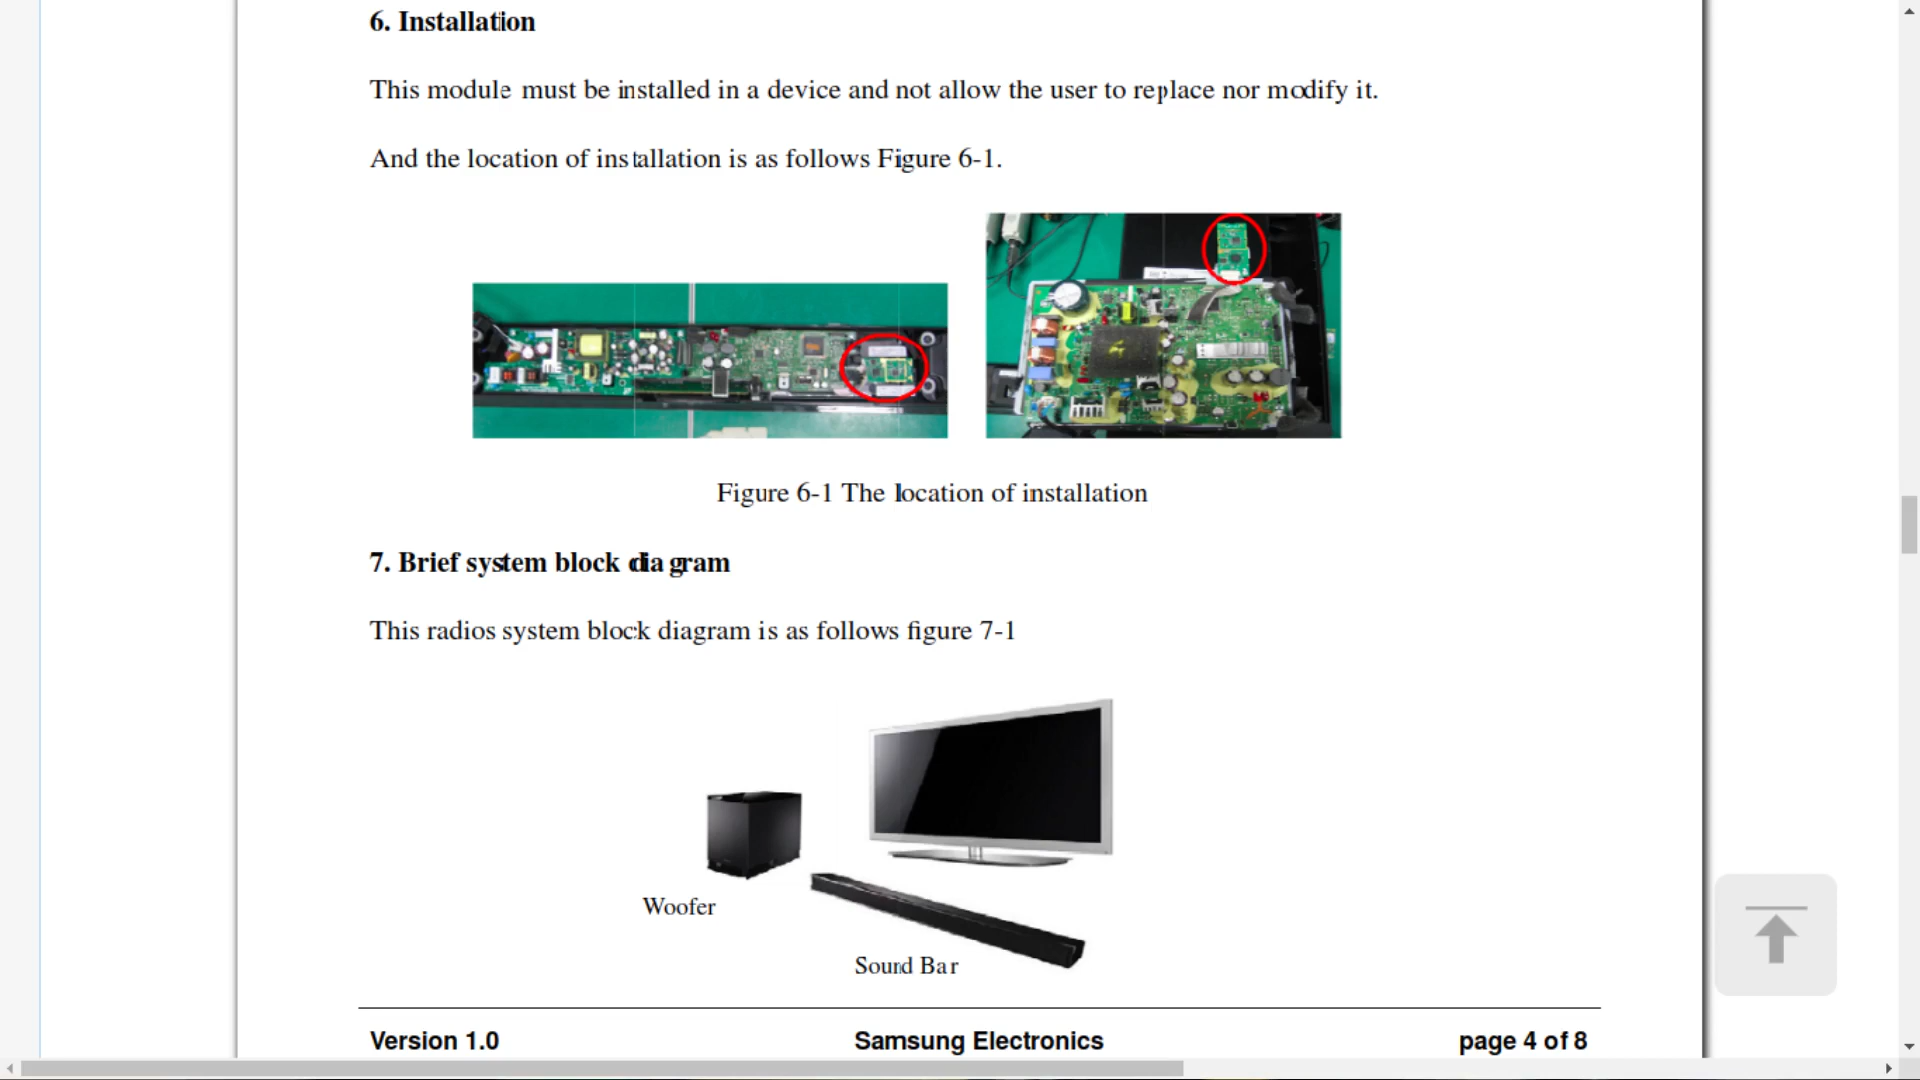 6. Installation
This module must be installed in a device and not allow the user to replace nor modify it.
And the location of installation is as follows Figure 6-1.
Figure 6-1 The location of installation
7. Brief system block diagram
This radios system block diagram is as follows figure 7-1
Woofer
Sound Bar
Version 1.0 Samsung Electronics page 4 of 8